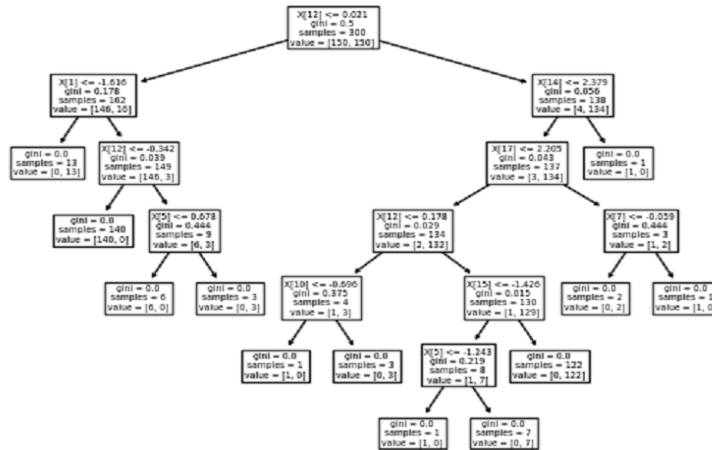 X[12] <= 0.021
gini = 0.5
samples = 300
value = [150, 150]
X[1] <= -1.616
gini = 0.178
samples = 162
value = [146, 16]
X[14] <= 2.379
gini = 0.056
samples = 138
value = [4, 134]
gini = 0.0
samples = 13
value = [0, 13]
X[12] <= -0.342
gini = 0.039
samples = 149
value = [146, 3]
X[17] <= 2.205
gini = 0.043
samples = 137
value = [3, 134]
gini = 0.0
samples = 1
value = [1, 0]
gini = 0.0
samples = 140
value = [140, 0]
X[5] <= 0.678
gini = 0.444
samples = 9
value = [6, 3]
X[12] <= 0.178
gini = 0.029
samples = 134
value = [2, 132]
X[7] <= -0.059
gini = 0.444
samples = 3
value = [1, 2]
gini = 0.0
samples = 6
value = [6, 0]
gini = 0.0
samples = 3
value = [0, 3]
X[10] <= -0.696
gini = 0.375
samples = 4
value = [1, 3]
X[15] <= -1.426
gini = 0.015
samples = 130
value = [1, 129]
gini = 0.0
samples = 2
value = [0, 2]
gini = 0.0
samples = 1
value = [1, 0]
gini = 0.0
samples = 1
value = [1, 0]
gini = 0.0
samples = 3
value = [0, 3]
X[5] <= -1.243
gini = 0.219
samples = 8
value = [1, 7]
gini = 0.0
samples = 122
value = [0, 122]
gini = 0.0
samples = 1
value = [1, 0]
gini = 0.0
samples = 7
value = [0, 7]